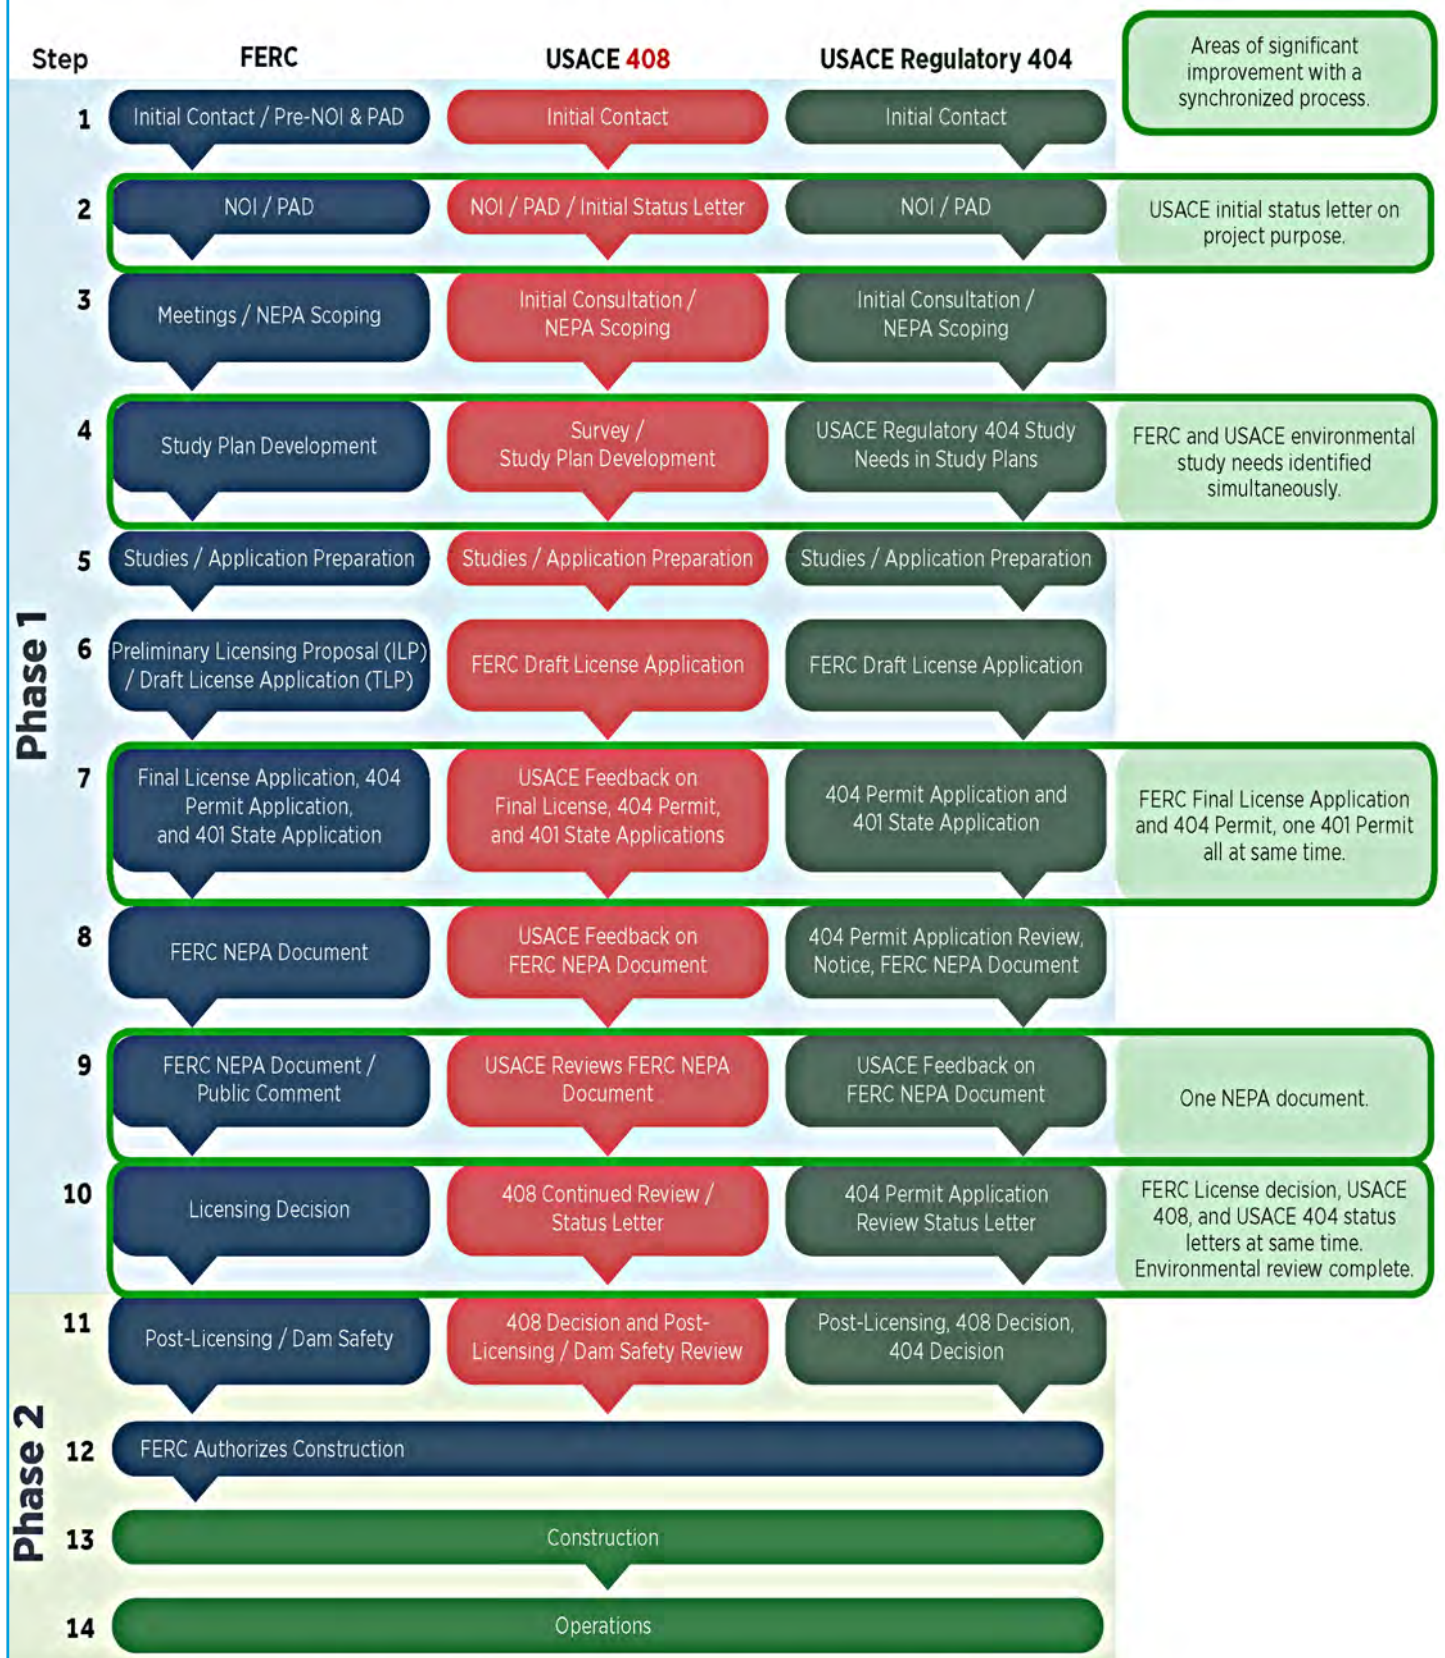 Step
FERC
USACE 408
USACE Regulatory 404
Areas of significant
improvement with a
synchronized process.
Phase 1
1
Initial Contact / Pre-NOI & PAD
Initial Contact
Initial Contact
2
NOI / PAD
NOI / PAD / Initial Status Letter
NOI / PAD
USACE initial status letter on
project purpose.
3
Meetings / NEPA Scoping
Initial Consultation /
NEPA Scoping
Initial Consultation /
NEPA Scoping
4
Study Plan Development
Survey /
Study Plan Development
USACE Regulatory 404 Study
Needs in Study Plans
FERC and USACE environmental
study needs identified
simultaneously.
5
Studies / Application Preparation
Studies / Application Preparation
Studies / Application Preparation
6
Preliminary Licensing Proposal (ILP)
/ Draft License Application (TLP)
FERC Draft License Application
FERC Draft License Application
7
Final License Application, 404
Permit Application,
and 401 State Application
USACE Feedback on
Final License, 404 Permit,
and 401 State Applications
404 Permit Application and
401 State Application
FERC Final License Application
and 404 Permit, one 401 Permit
all at same time.
8
FERC NEPA Document
USACE Feedback on
FERC NEPA Document
404 Permit Application Review,
Notice, FERC NEPA Document
9
FERC NEPA Document /
Public Comment
USACE Reviews FERC NEPA
Document
USACE Feedback on
FERC NEPA Document
One NEPA document.
10
Licensing Decision
408 Continued Review /
Status Letter
404 Permit Application
Review Status Letter
FERC License decision, USACE
408, and USACE 404 status
letters at same time.
Environmental review complete.
Phase 2
11
Post-Licensing / Dam Safety
408 Decision and Post-
Licensing / Dam Safety Review
Post-Licensing, 408 Decision,
404 Decision
12
FERC Authorizes Construction
13
Construction
14
Operations